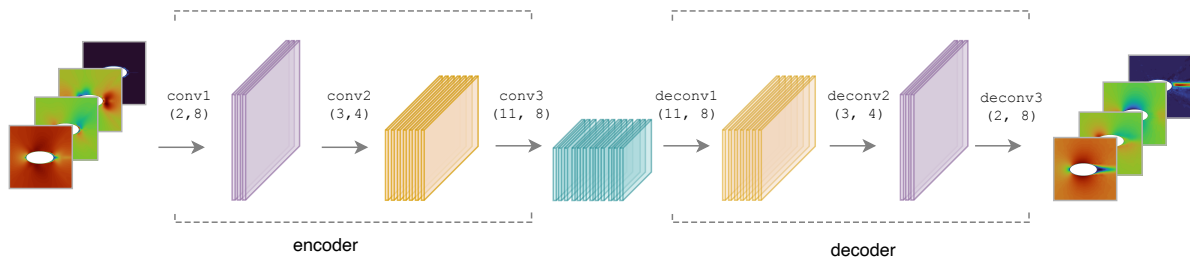 conv1
(2,8)
conv2
(3,4)
conv3
(11, 8)
deconv1
(11, 8)
deconv2
(3, 4)
deconv3
(2, 8)
encoder
decoder